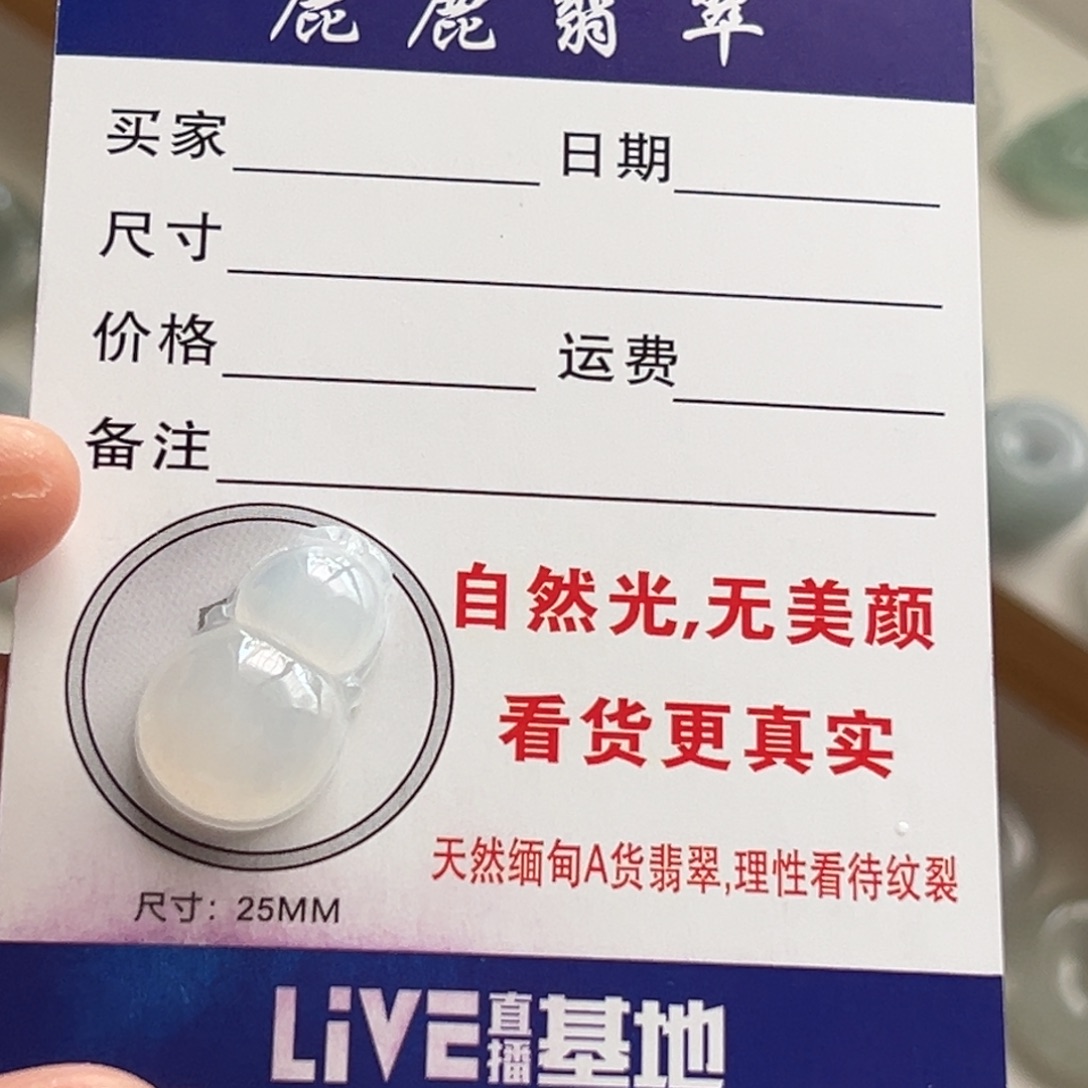 鹿鹿翡翠
买家 日期
尺寸
价格 运费
备注
自然光,无美颜
看货更真实
天然缅甸A货翡翠,理性看待纹裂
尺寸：25MM
LiVE直播基地